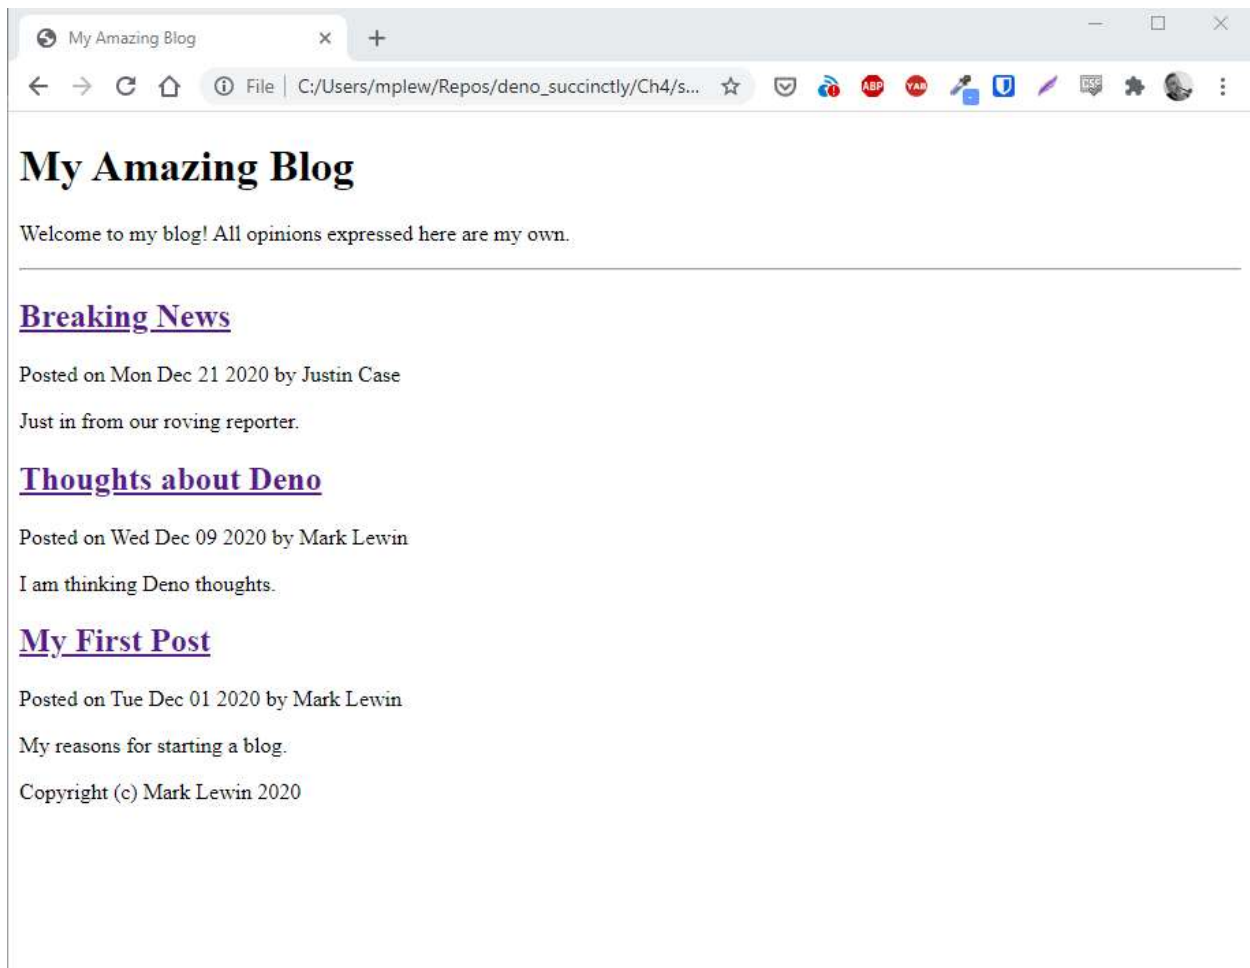 My Amazing Blog
File C:/Users/mplew/Repos/deno_succinctly/Ch4/s...
ABP
YAB
CSS
My Amazing Blog
Welcome to my blog! All opinions expressed here are my own.
Breaking News
Posted on Mon Dec 21 2020 by Justin Case
Just in from our roving reporter.
Thoughts about Deno
Posted on Wed Dec 09 2020 by Mark Lewin
I am thinking Deno thoughts.
My First Post
Posted on Tue Dec 01 2020 by Mark Lewin
My reasons for starting a blog.
Copyright (c) Mark Lewin 2020